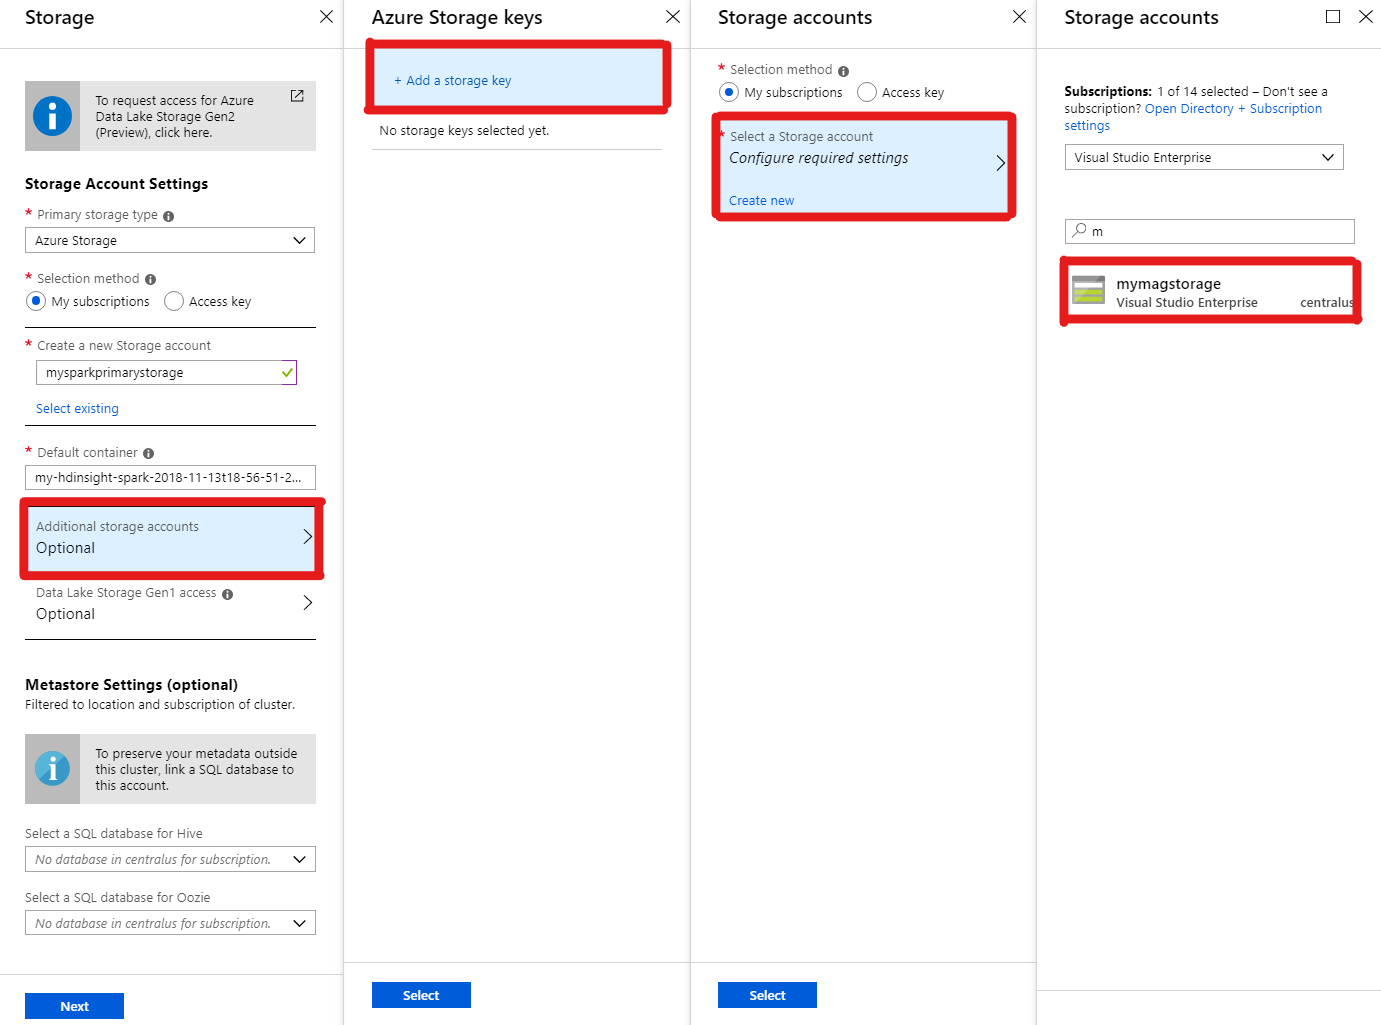 Storage
To request access for Azure
Data Lake Storage Gen2
(Preview), click here.
Storage Account Settings
* Primary storage type
Azure Storage
* Selection method
My subscriptions Access key
* Create a new Storage account
mysparkprimarystorage
Select existing
* Default container
my-hdinsight-spark-2018-11-13t18-56-51-2...
Additional storage accounts
Optional
Data Lake Storage Gen1 access
Optional
Metastore Settings (optional)
Filtered to location and subscription of cluster.
To preserve your metadata outside
this cluster, link a SQL database to
this account.
Select a SQL database for Hive
No database in centralus for subscription.
Select a SQL database for Oozie
No database in centralus for subscription.
Next
Azure Storage keys
+ Add a storage key
No storage keys selected yet.
Select
Storage accounts
* Selection method
My subscriptions Access key
* Select a Storage account
Configure required settings
Create new
Select
Storage accounts
Subscriptions: 1 of 14 selected – Don't see a
subscription? Open Directory + Subscription
settings
Visual Studio Enterprise
m
mymagstorage
Visual Studio Enterprise centralus